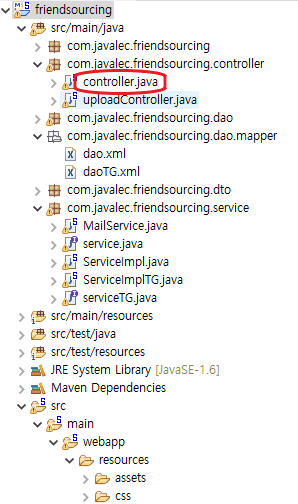 friendsourcing
src/main/java
com.javalec.friendsourcing
com.javalec.friendsourcing.controller
controller.java
uploadController.java
com.javalec.friendsourcing.dao
com.javalec.friendsourcing.dao.mapper
dao.xml
daoTG.xml
com.javalec.friendsourcing.dto
com.javalec.friendsourcing.service
MailService.java
service.java
ServiceImpl.java
ServiceImplTG.java
serviceTG.java
src/main/resources
src/test/java
src/test/resources
JRE System Library [JavaSE-1.6]
Maven Dependencies
src
main
webapp
resources
assets
css